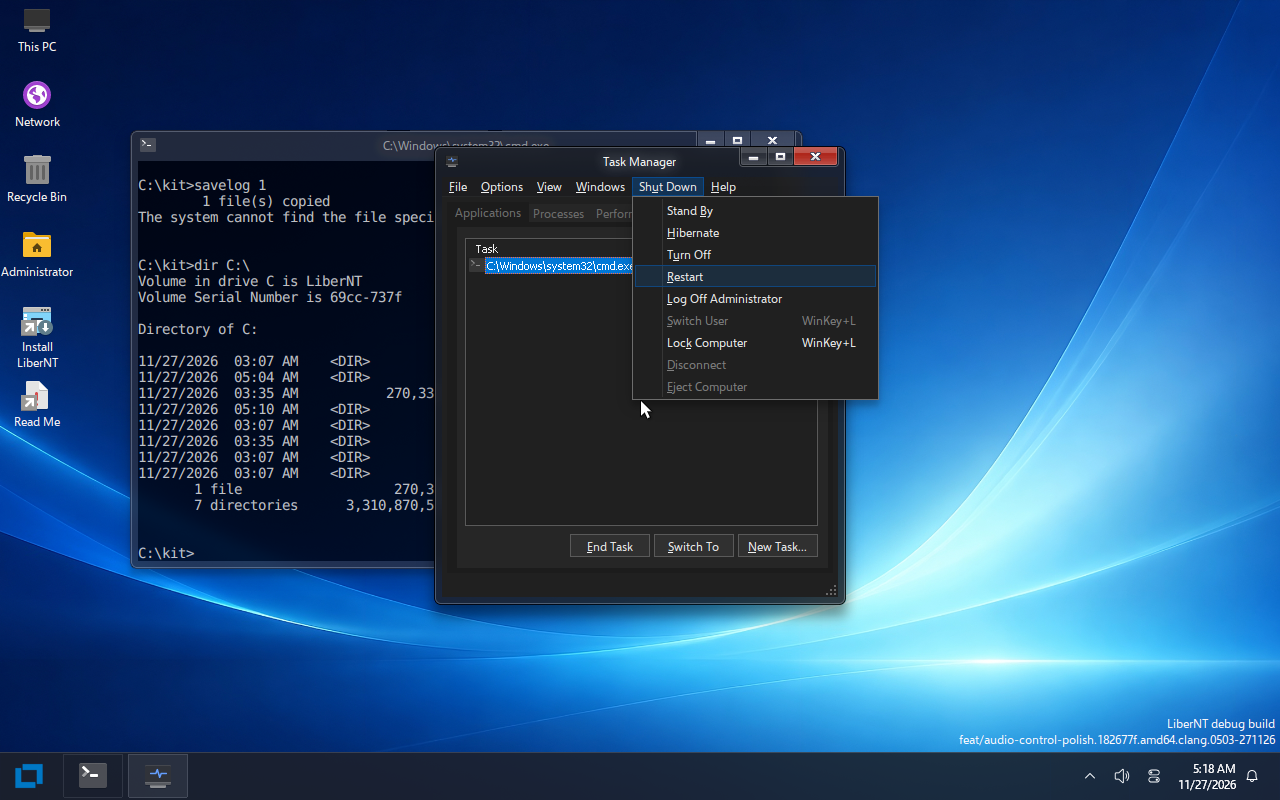 This PC
Network
Recycle Bin
Administrator
Install
LiberNT
Read Me
C:\Windows\system32\cmd.exe
C:\kit>savelog 1
1 file(s) copied
The system cannot find the file speci
C:\kit>dir C:\
Volume in drive C is LiberNT
Volume Serial Number is 69cc-737f
Directory of C:
11/27/2026 03:07 AM <DIR>
11/27/2026 05:04 AM <DIR>
11/27/2026 03:35 AM 270,33
11/27/2026 05:10 AM <DIR>
11/27/2026 03:07 AM <DIR>
11/27/2026 03:35 AM <DIR>
11/27/2026 03:07 AM <DIR>
11/27/2026 03:07 AM <DIR>
1 file 270,3
7 directories 3,310,870,5
C:\kit>
Task Manager
File Options View Windows Shut Down Help
Applications Processes Perforn
Task
C:\Windows\system32\cmd.exe
Stand By
Hibernate
Turn Off
Restart
Log Off Administrator
Switch User WinKey+L
Lock Computer WinKey+L
Disconnect
Eject Computer
End Task Switch To New Task...
LiberNT debug build
feat/audio-control-polish.182677f.amd64.clang.0503-271126
5:18 AM
11/27/2026